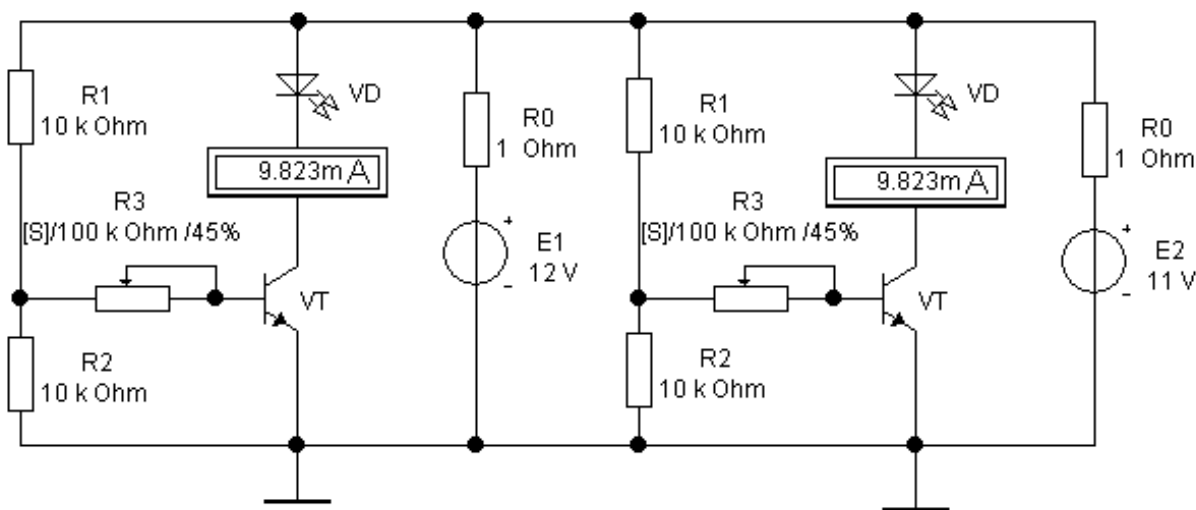 R1
10 k Ohm
VD
9.823m A
R3
[S]/100 k Ohm /45%
VT
R2
10 k Ohm
R0
1 Ohm
+
E1
12 V
-
R1
10 k Ohm
VD
9.823m A
R3
[S]/100 k Ohm /45%
VT
R2
10 k Ohm
R0
1 Ohm
+
E2
11 V
-